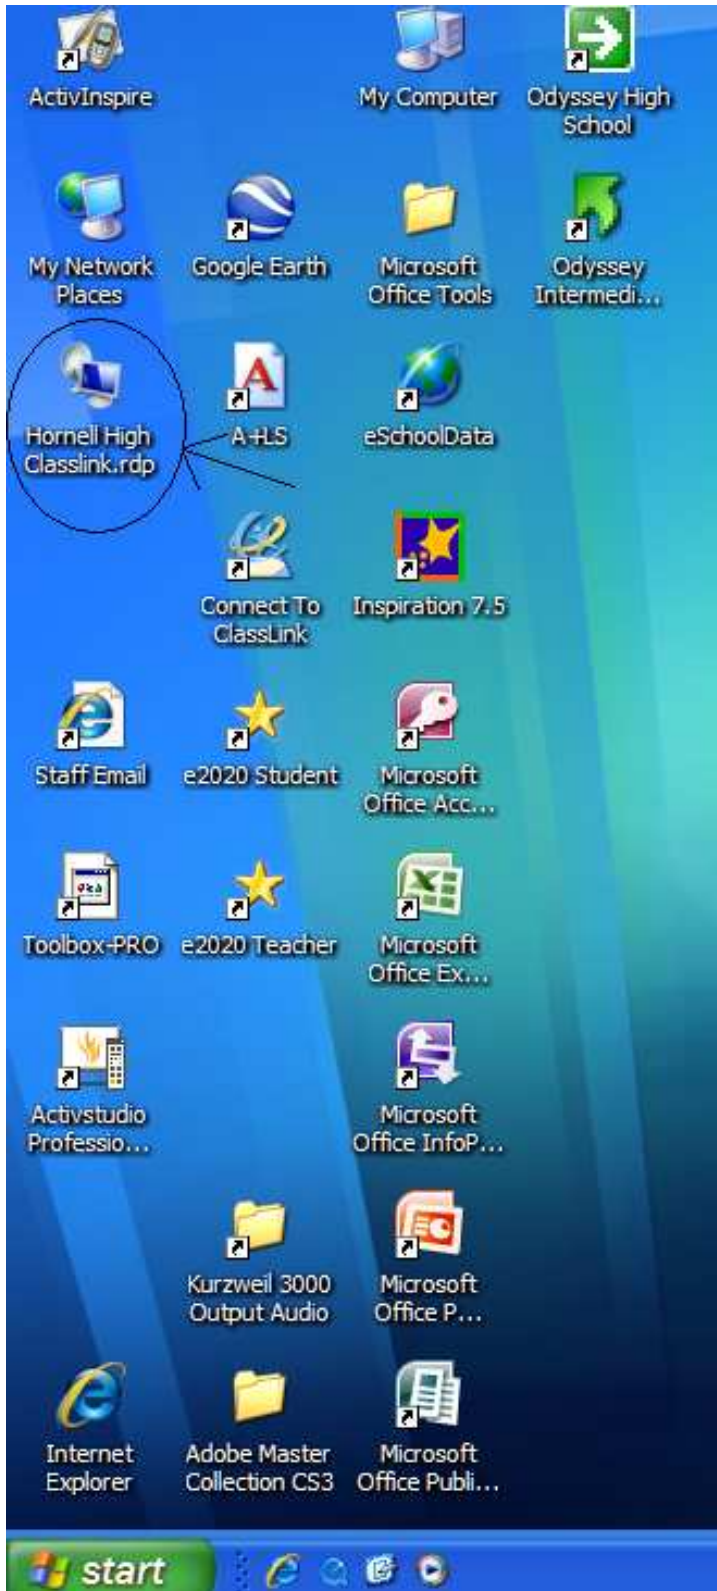 ActivInspire
My Computer
Odyssey High
School
My Network
Places
Google Earth
Microsoft
Office Tools
Odyssey
Intermedi...
Hornell High
Classlink.rdp
A+LS
eSchoolData
Connect To
ClassLink
Inspiration 7.5
Staff Email
e2020 Student
Microsoft
Office Acc...
Toolbox-PRO
e2020 Teacher
Microsoft
Office Ex...
Activstudio
Professio...
Microsoft
Office InfoP...
Kurzweil 3000
Output Audio
Microsoft
Office P...
Internet
Explorer
Adobe Master
Collection CS3
Microsoft
Office Publi...
start